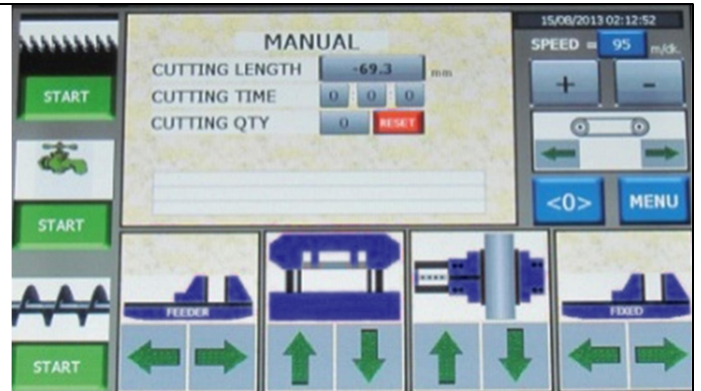 15/08/2013 02:12:52
MANUAL
SPEED = 95 m/dk.
CUTTING LENGTH -69.3 mm
START
CUTTING TIME 0 : 0 : 0
+ -
CUTTING QTY 0 RESET
<0> MENU
START
FEEDER
FIXED
START